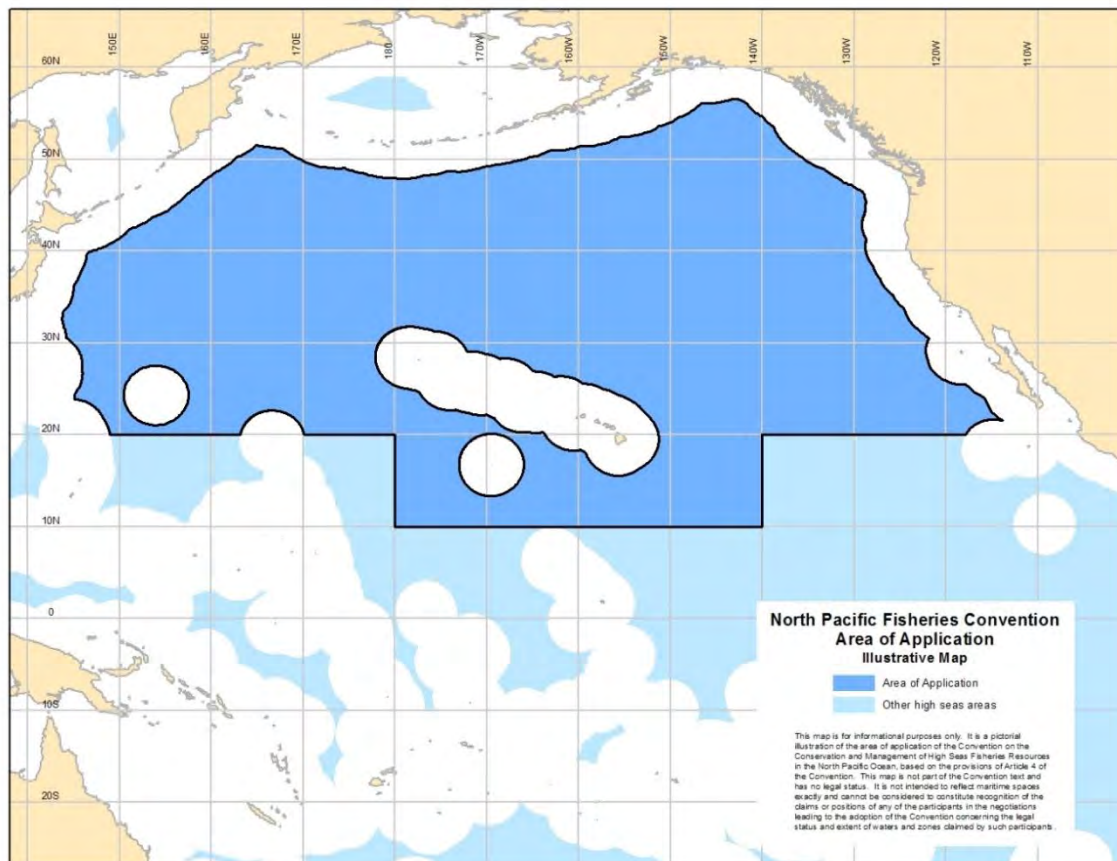 150E 160E 170E 180 170W 160W 150W 140W 130W 120W 110W
60N
50N
40N
30N
20N
10N
0
10S
20S
North Pacific Fisheries Convention
Area of Application
Illustrative Map
Area of Application
Other high seas areas
This map is for informational purposes only. It is a pictorial
illustration of the area of application of the Convention on the
Conservation and Management of High Seas Fisheries Resources
in the North Pacific Ocean, based on the provisions of Article 4 of
the Convention. This map is not part of the Convention text and
has no legal status. It is not intended to reflect maritime spaces
exactly and cannot be considered to constitute recognition of the
claims or positions of any of the participants in the negotiations
leading to the adoption of the Convention concerning the legal
status and extent of waters and zones claimed by such participants.